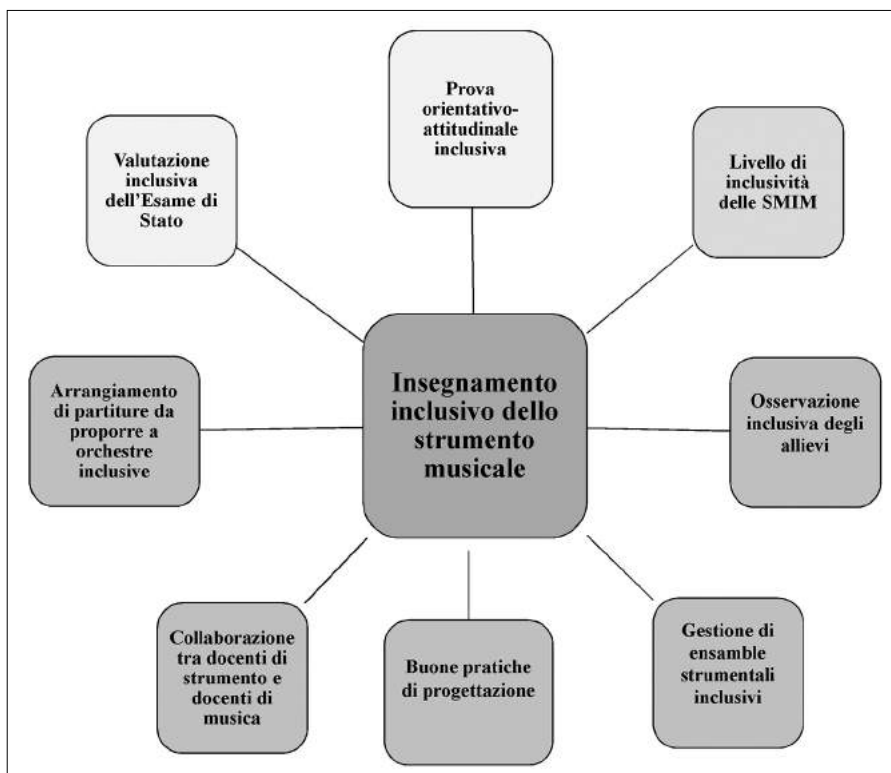 Prova
orientativo-
attitudinale
inclusiva
Valutazione
inclusiva
dell'Esame di
Stato
Livello di
inclusività
delle SMIM
Insegnamento
inclusivo dello
strumento
musicale
Arrangiamento
di partiture da
proporre a
orchestre
inclusive
Osservazione
inclusiva degli
allievi
Collaborazione
tra docenti di
strumento e
docenti di
musica
Buone pratiche
di progettazione
Gestione di
ensamble
strumentali
inclusivi